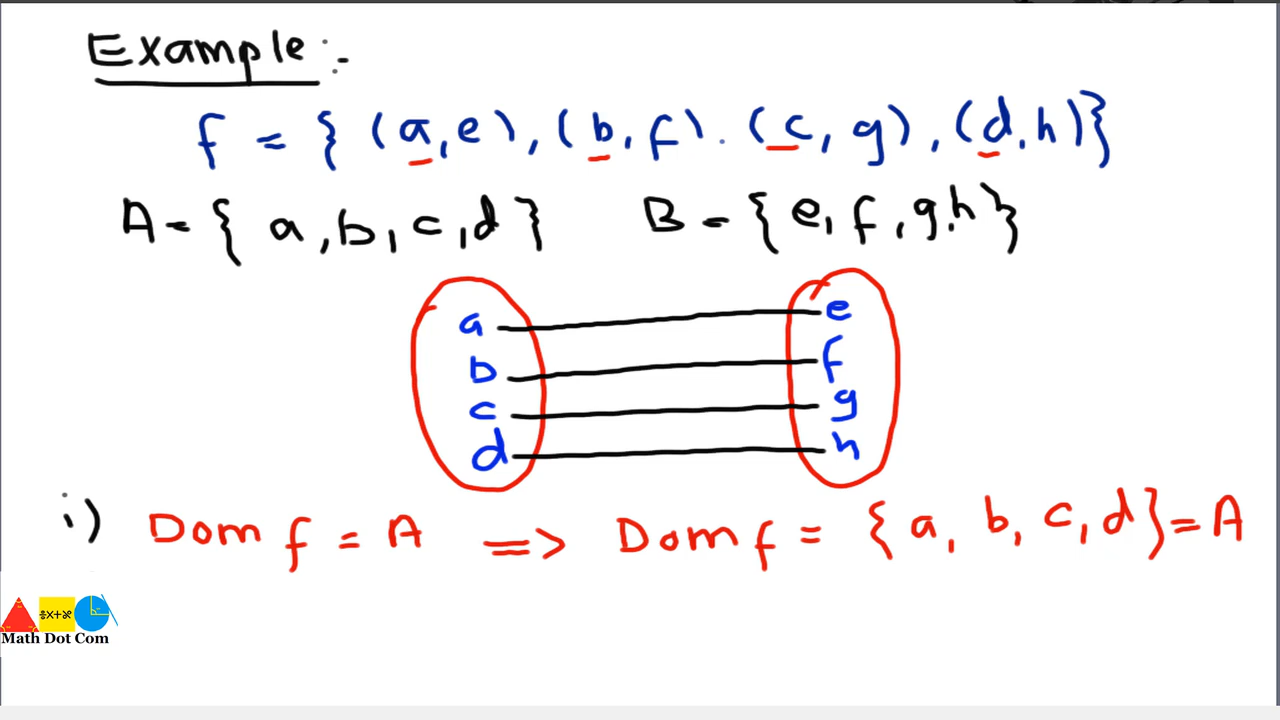 Example :-
f = { (a,e), (b,f). (c,g), (d,h)}
A = { a,b,c,d } B = { e,f,g,h }
a e
b f
c g
d h
i) Dom f = A => Dom f = { a, b, c, d } = A
÷x+
Math Dot Com